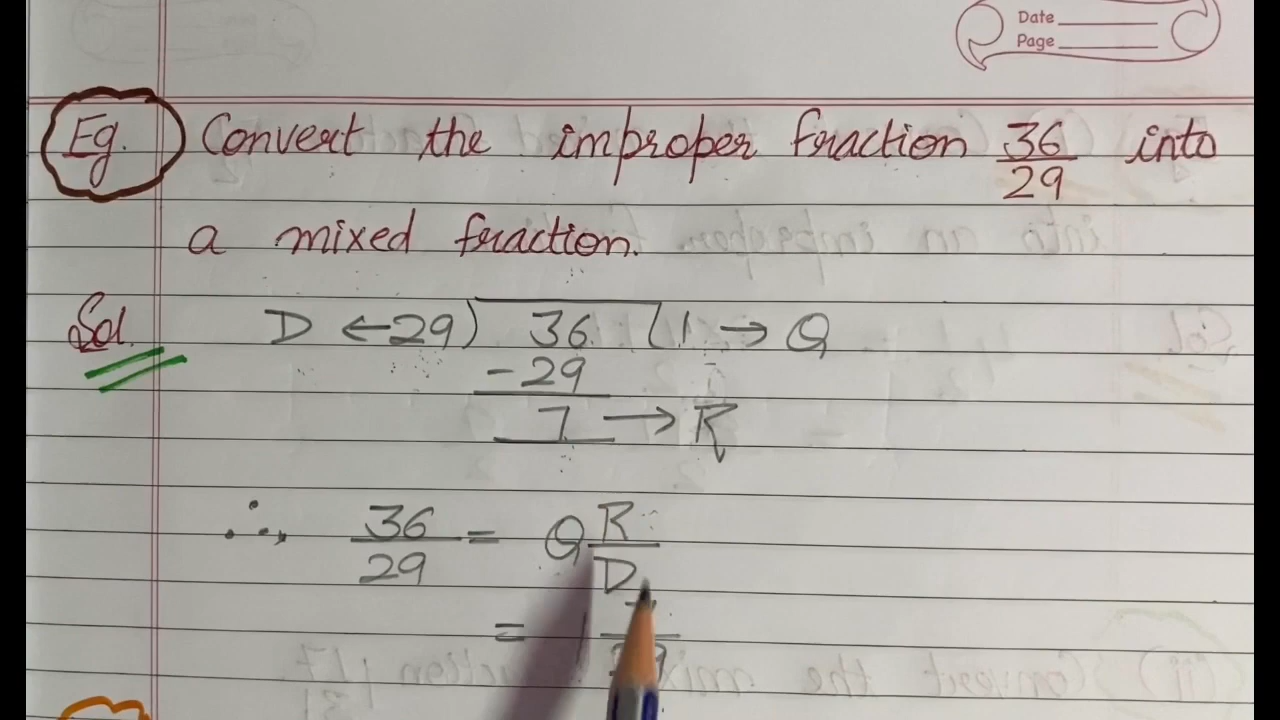 Date
Page
Eg. Convert the improper fraction 36/29 into
a mixed fraction.
Sol. D ← 29) 36 (1 → Q
- 29
7 → R
∴, 36/29 = Q R/D
= 1